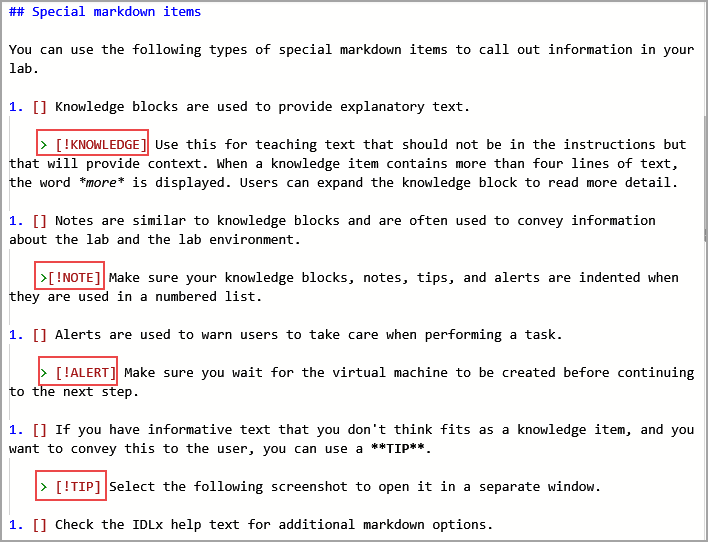 ## Special markdown items
You can use the following types of special markdown items to call out information in your
lab.
1. [] Knowledge blocks are used to provide explanatory text.
> [!KNOWLEDGE] Use this for teaching text that should not be in the instructions but
that will provide context. When a knowledge item contains more than four lines of text,
the word *more* is displayed. Users can expand the knowledge block to read more detail.
1. [] Notes are similar to knowledge blocks and are often used to convey information
about the lab and the lab environment.
>[!NOTE] Make sure your knowledge blocks, notes, tips, and alerts are indented when
they are used in a numbered list.
1. [] Alerts are used to warn users to take care when performing a task.
> [!ALERT] Make sure you wait for the virtual machine to be created before continuing
to the next step.
1. [] If you have informative text that you don't think fits as a knowledge item, and you
want to convey this to the user, you can use a **TIP**.
> [!TIP] Select the following screenshot to open it in a separate window.
1. [] Check the IDLx help text for additional markdown options.